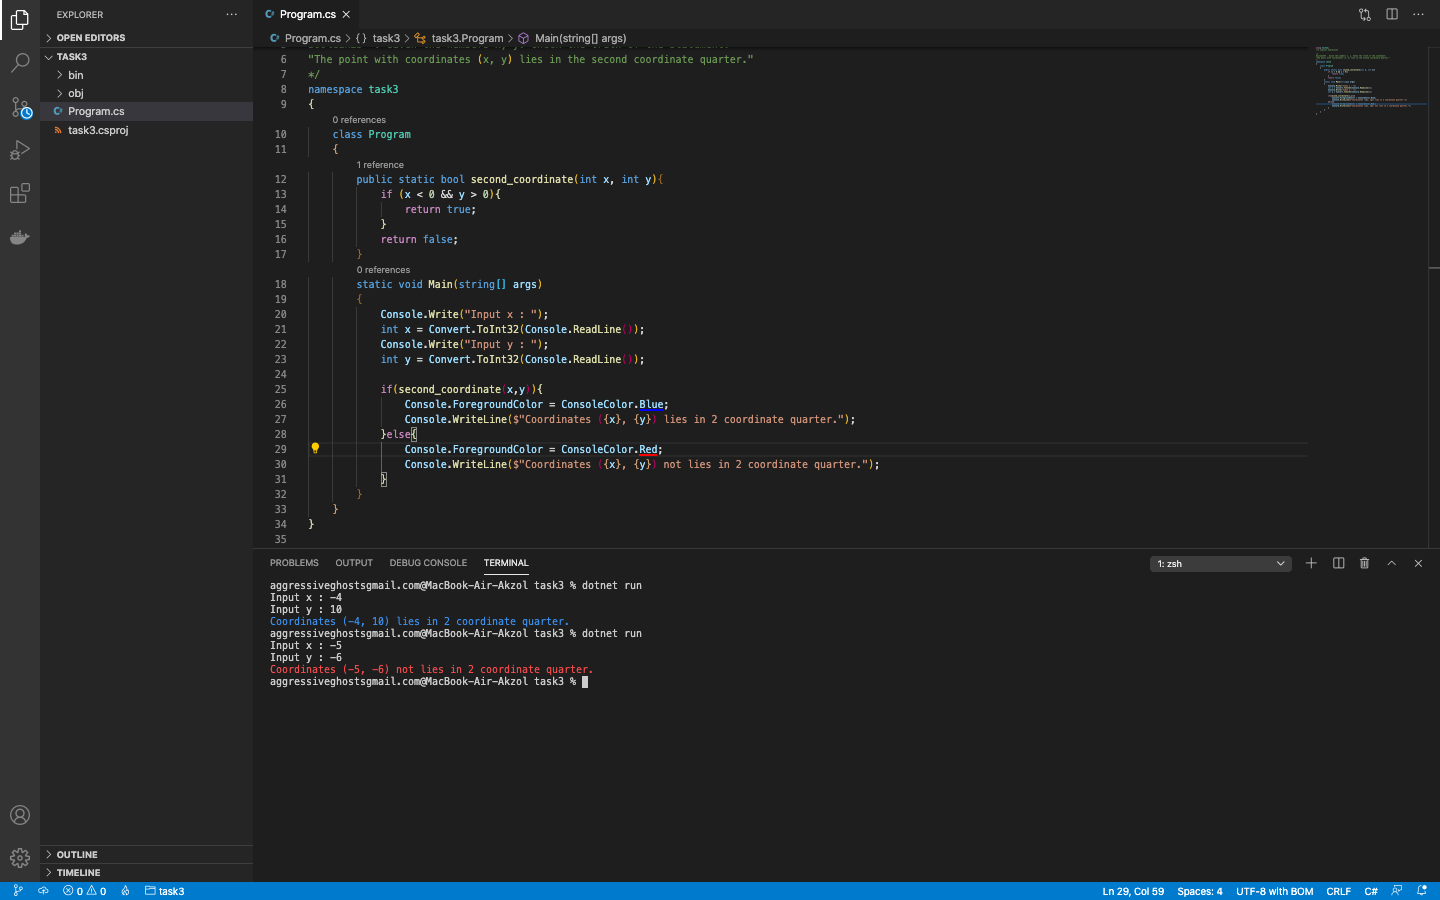 EXPLORER
OPEN EDITORS
TASK3
bin
obj
Program.cs
task3.csproj
OUTLINE
TIMELINE
Program.cs
Program.cs > {} task3 > task3.Program > Main(string[] args)
6 "The point with coordinates (x, y) lies in the second coordinate quarter."
7 */
8 namespace task3
9 {
0 references
10 class Program
11 {
1 reference
12 public static bool second_coordinate(int x, int y){
13 if (x < 0 && y > 0){
14 return true;
15 }
16 return false;
17 }
0 references
18 static void Main(string[] args)
19 {
20 Console.Write("Input x : ");
21 int x = Convert.ToInt32(Console.ReadLine());
22 Console.Write("Input y : ");
23 int y = Convert.ToInt32(Console.ReadLine());
24
25 if(second_coordinate(x,y)){
26 Console.ForegroundColor = ConsoleColor.Blue;
27 Console.WriteLine($"Coordinates ({x}, {y}) lies in 2 coordinate quarter.");
28 }else{
29 Console.ForegroundColor = ConsoleColor.Red;
30 Console.WriteLine($"Coordinates ({x}, {y}) not lies in 2 coordinate quarter.");
31 }
32 }
33 }
34 }
35
PROBLEMS OUTPUT DEBUG CONSOLE TERMINAL 1: zsh
aggressiveghostsgmail.com@MacBook-Air-Akzol task3 % dotnet run
Input x : -4
Input y : 10
Coordinates (-4, 10) lies in 2 coordinate quarter.
aggressiveghostsgmail.com@MacBook-Air-Akzol task3 % dotnet run
Input x : -5
Input y : -6
Coordinates (-5, -6) not lies in 2 coordinate quarter.
aggressiveghostsgmail.com@MacBook-Air-Akzol task3 %
0 0 task3 Ln 29, Col 59 Spaces: 4 UTF-8 with BOM CRLF C#